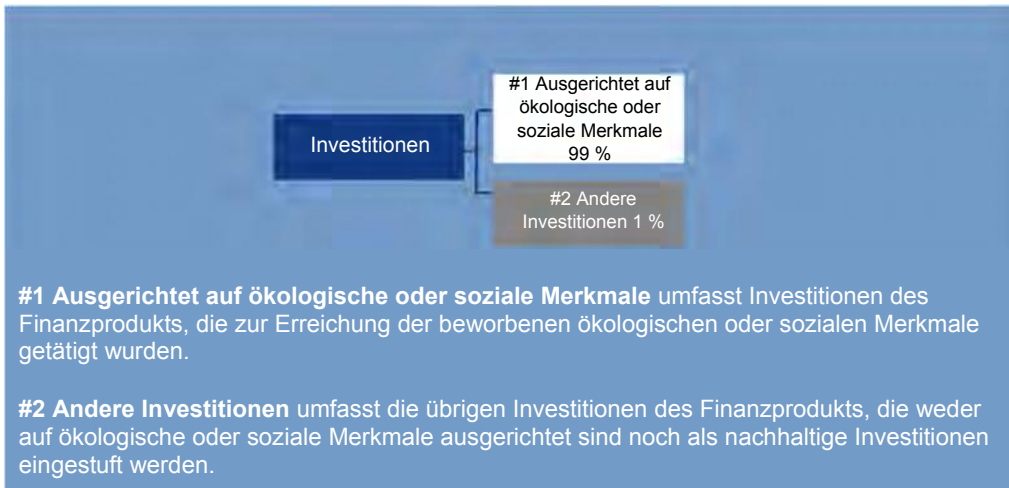 #1 Ausgerichtet auf
ökologische oder
soziale Merkmale
99 %
Investitionen
#2 Andere
Investitionen 1 %
#1 Ausgerichtet auf ökologische oder soziale Merkmale umfasst Investitionen des
Finanzprodukts, die zur Erreichung der beworbenen ökologischen oder sozialen Merkmale
getätigt wurden.
#2 Andere Investitionen umfasst die übrigen Investitionen des Finanzprodukts, die weder
auf ökologische oder soziale Merkmale ausgerichtet sind noch als nachhaltige Investitionen
eingestuft werden.